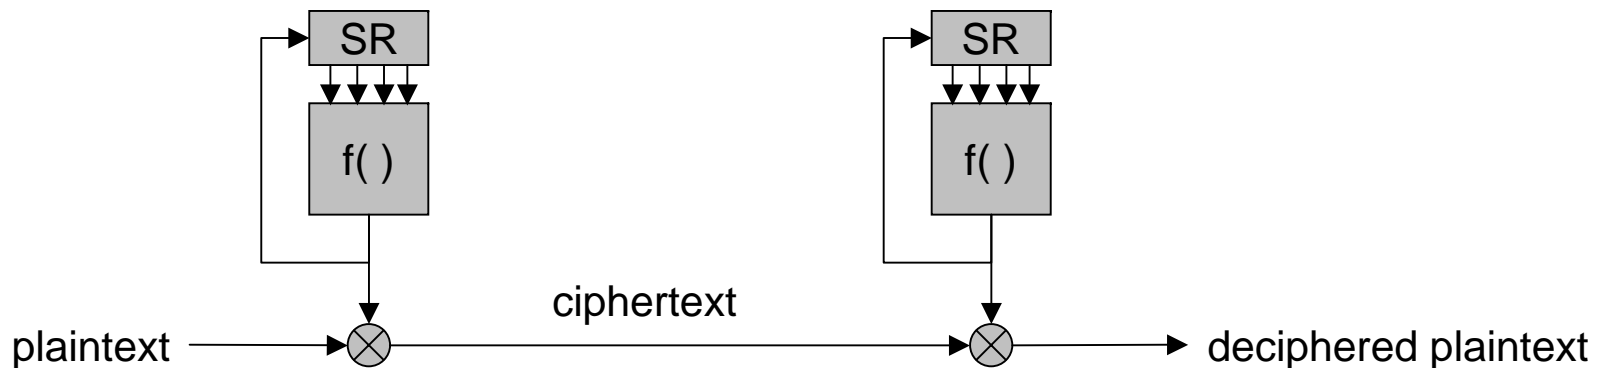 SR
SR
f( )
f( )
ciphertext
plaintext
deciphered plaintext